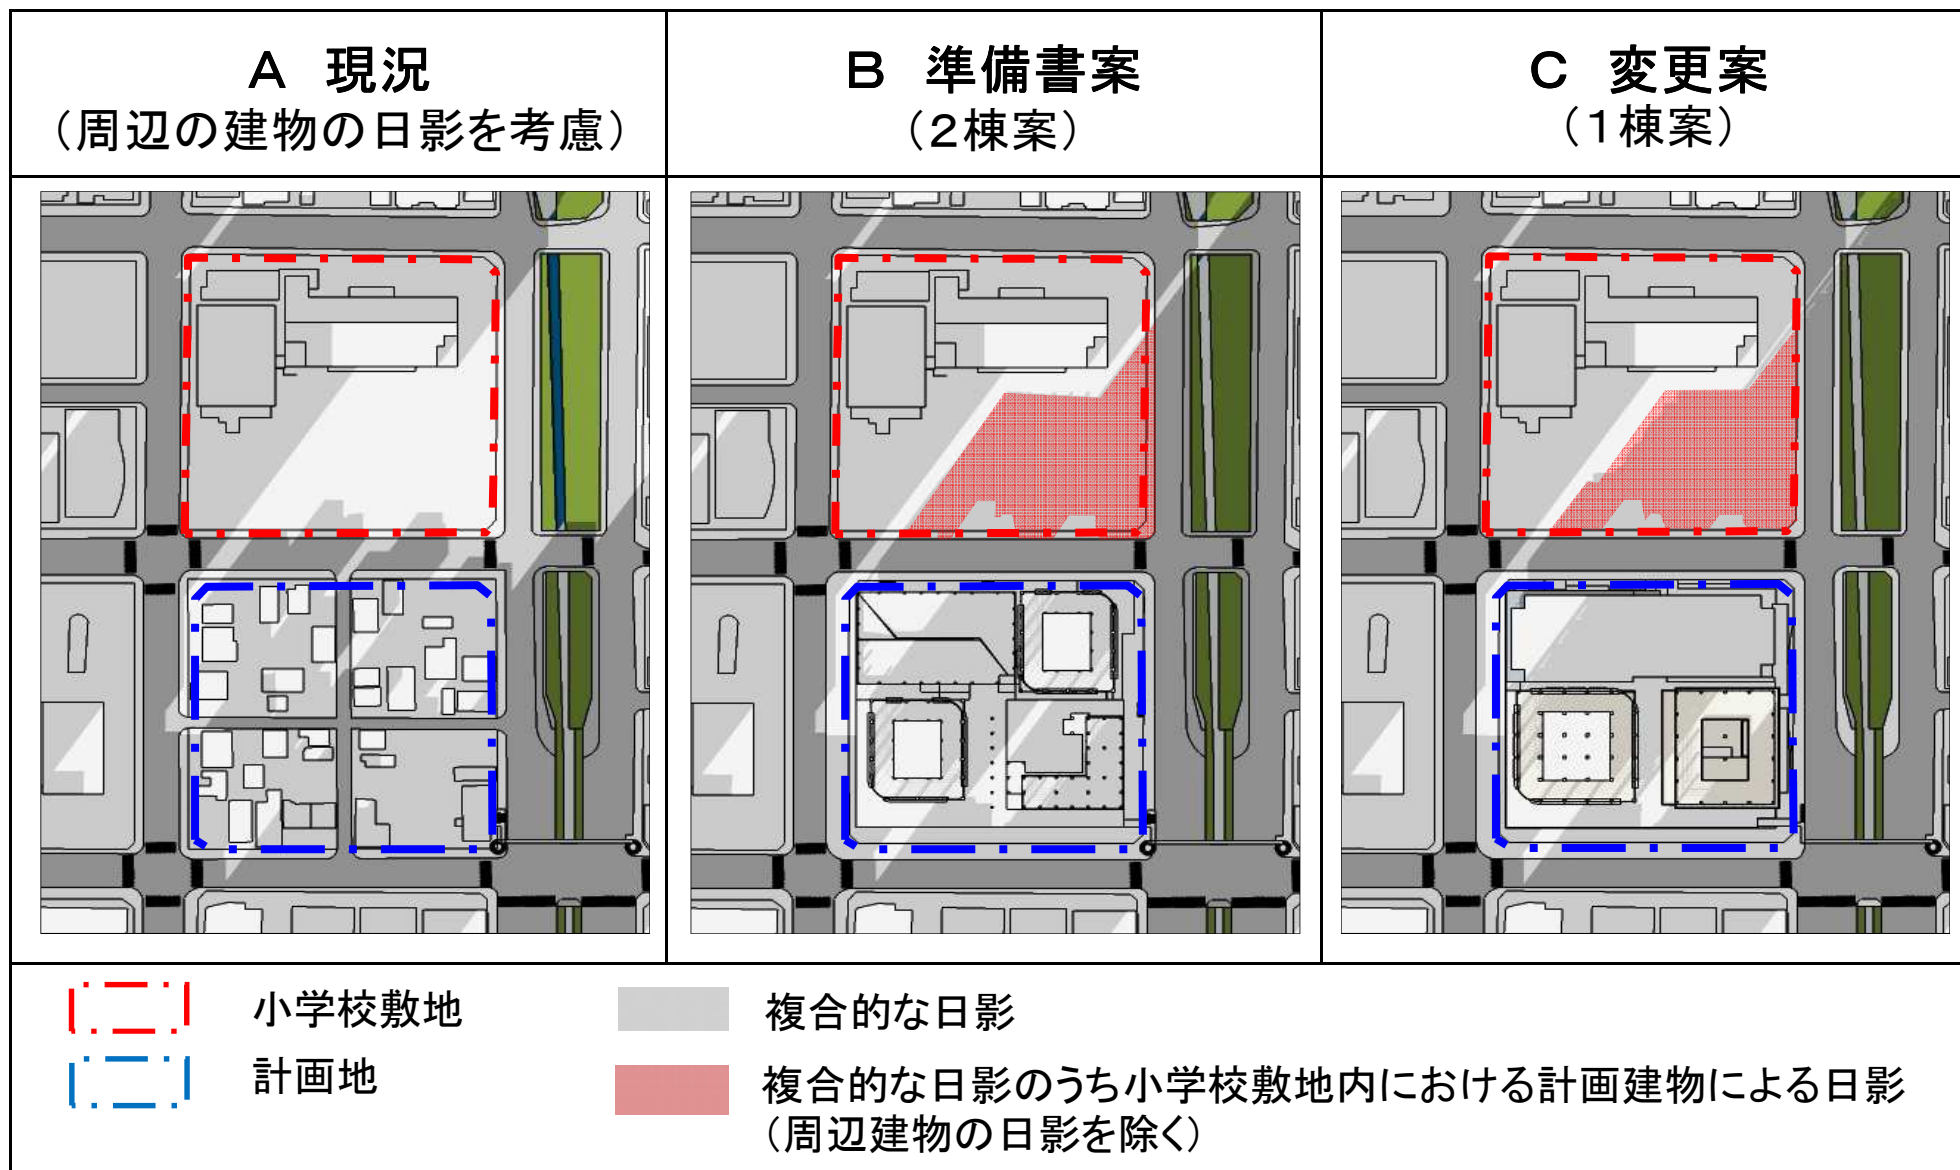 A 現況
(周辺の建物の日影を考慮)
B 準備書案
(2棟案)
C 変更案
(1棟案)
小学校敷地
計画地
複合的な日影
複合的な日影のうち小学校敷地内における計画建物による日影
(周辺建物の日影を除く)